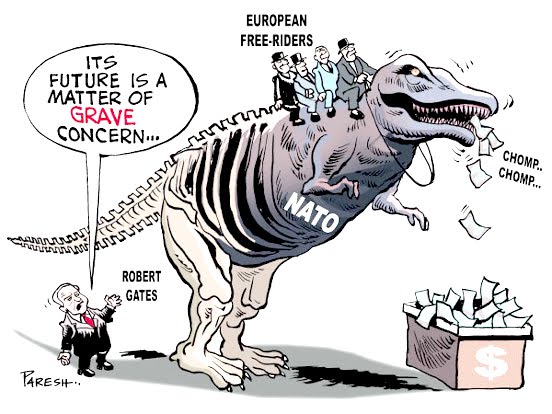 EUROPEAN
FREE-RIDERS
ITS
FUTURE IS A
MATTER OF
GRAVE
CONCERN...
CHOMP..
CHOMP...
NATO
ROBERT
GATES
$
PARESH..